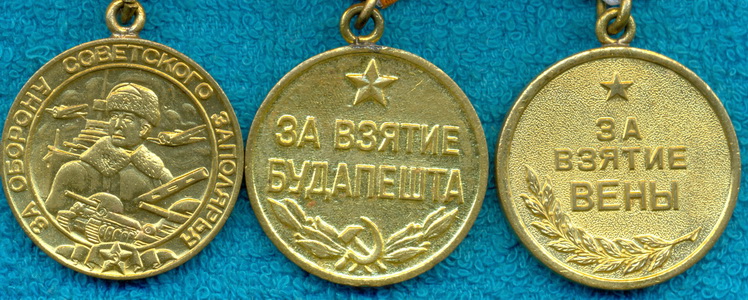 ЗА ОБОРОНУ СОВЕТСКОГО ЗАПОЛЯРЬЯ
ЗА ВЗЯТИЕ
БУДАПЕШТА
ЗА
ВЗЯТИЕ
ВЕНЫ